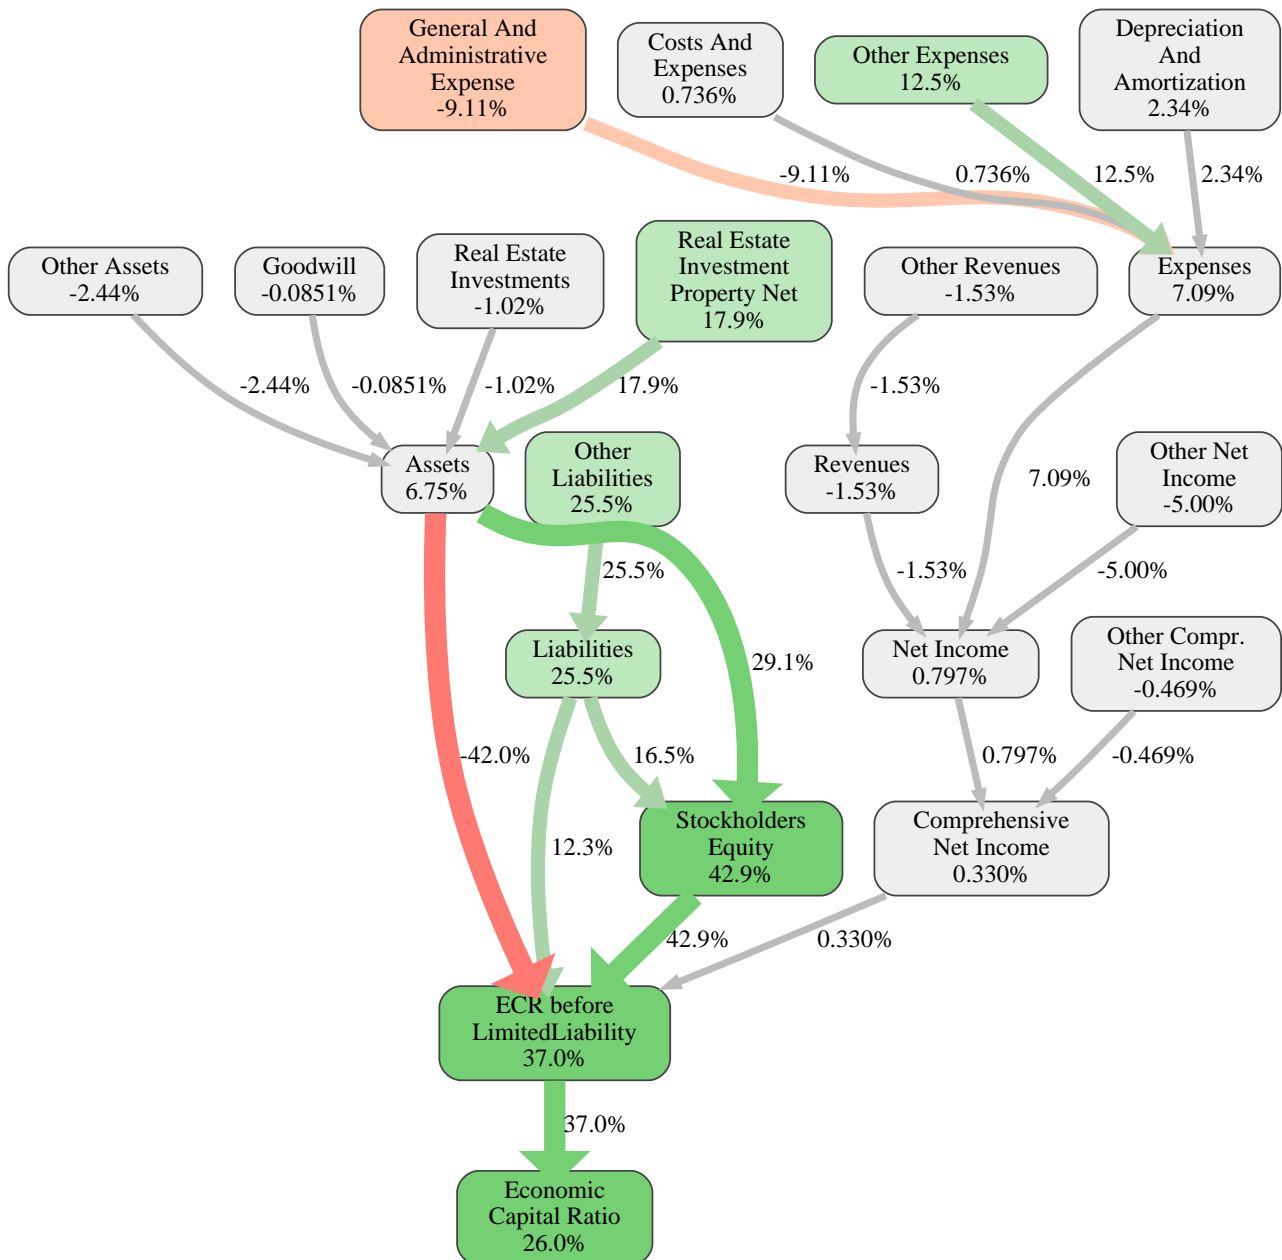 General And
Administrative
Expense
-9.11%
Costs And
Expenses
0.736%
Other Expenses
12.5%
Depreciation
And
Amortization
2.34%
-9.11%
0.736%
12.5%
2.34%
Other Assets
-2.44%
Goodwill
-0.0851%
Real Estate
Investments
-1.02%
Real Estate
Investment
Property Net
17.9%
Other Revenues
-1.53%
Expenses
7.09%
-2.44%
-0.0851%
-1.02%
17.9%
-1.53%
7.09%
Assets
6.75%
Other
Liabilities
25.5%
Revenues
-1.53%
Other Net
Income
-5.00%
25.5%
-1.53%
-5.00%
Liabilities
25.5%
29.1%
Net Income
0.797%
Other Compr.
Net Income
-0.469%
-42.0%
16.5%
0.797%
-0.469%
12.3%
Stockholders
Equity
42.9%
Comprehensive
Net Income
0.330%
42.9%
0.330%
ECR before
LimitedLiability
37.0%
37.0%
Economic
Capital Ratio
26.0%